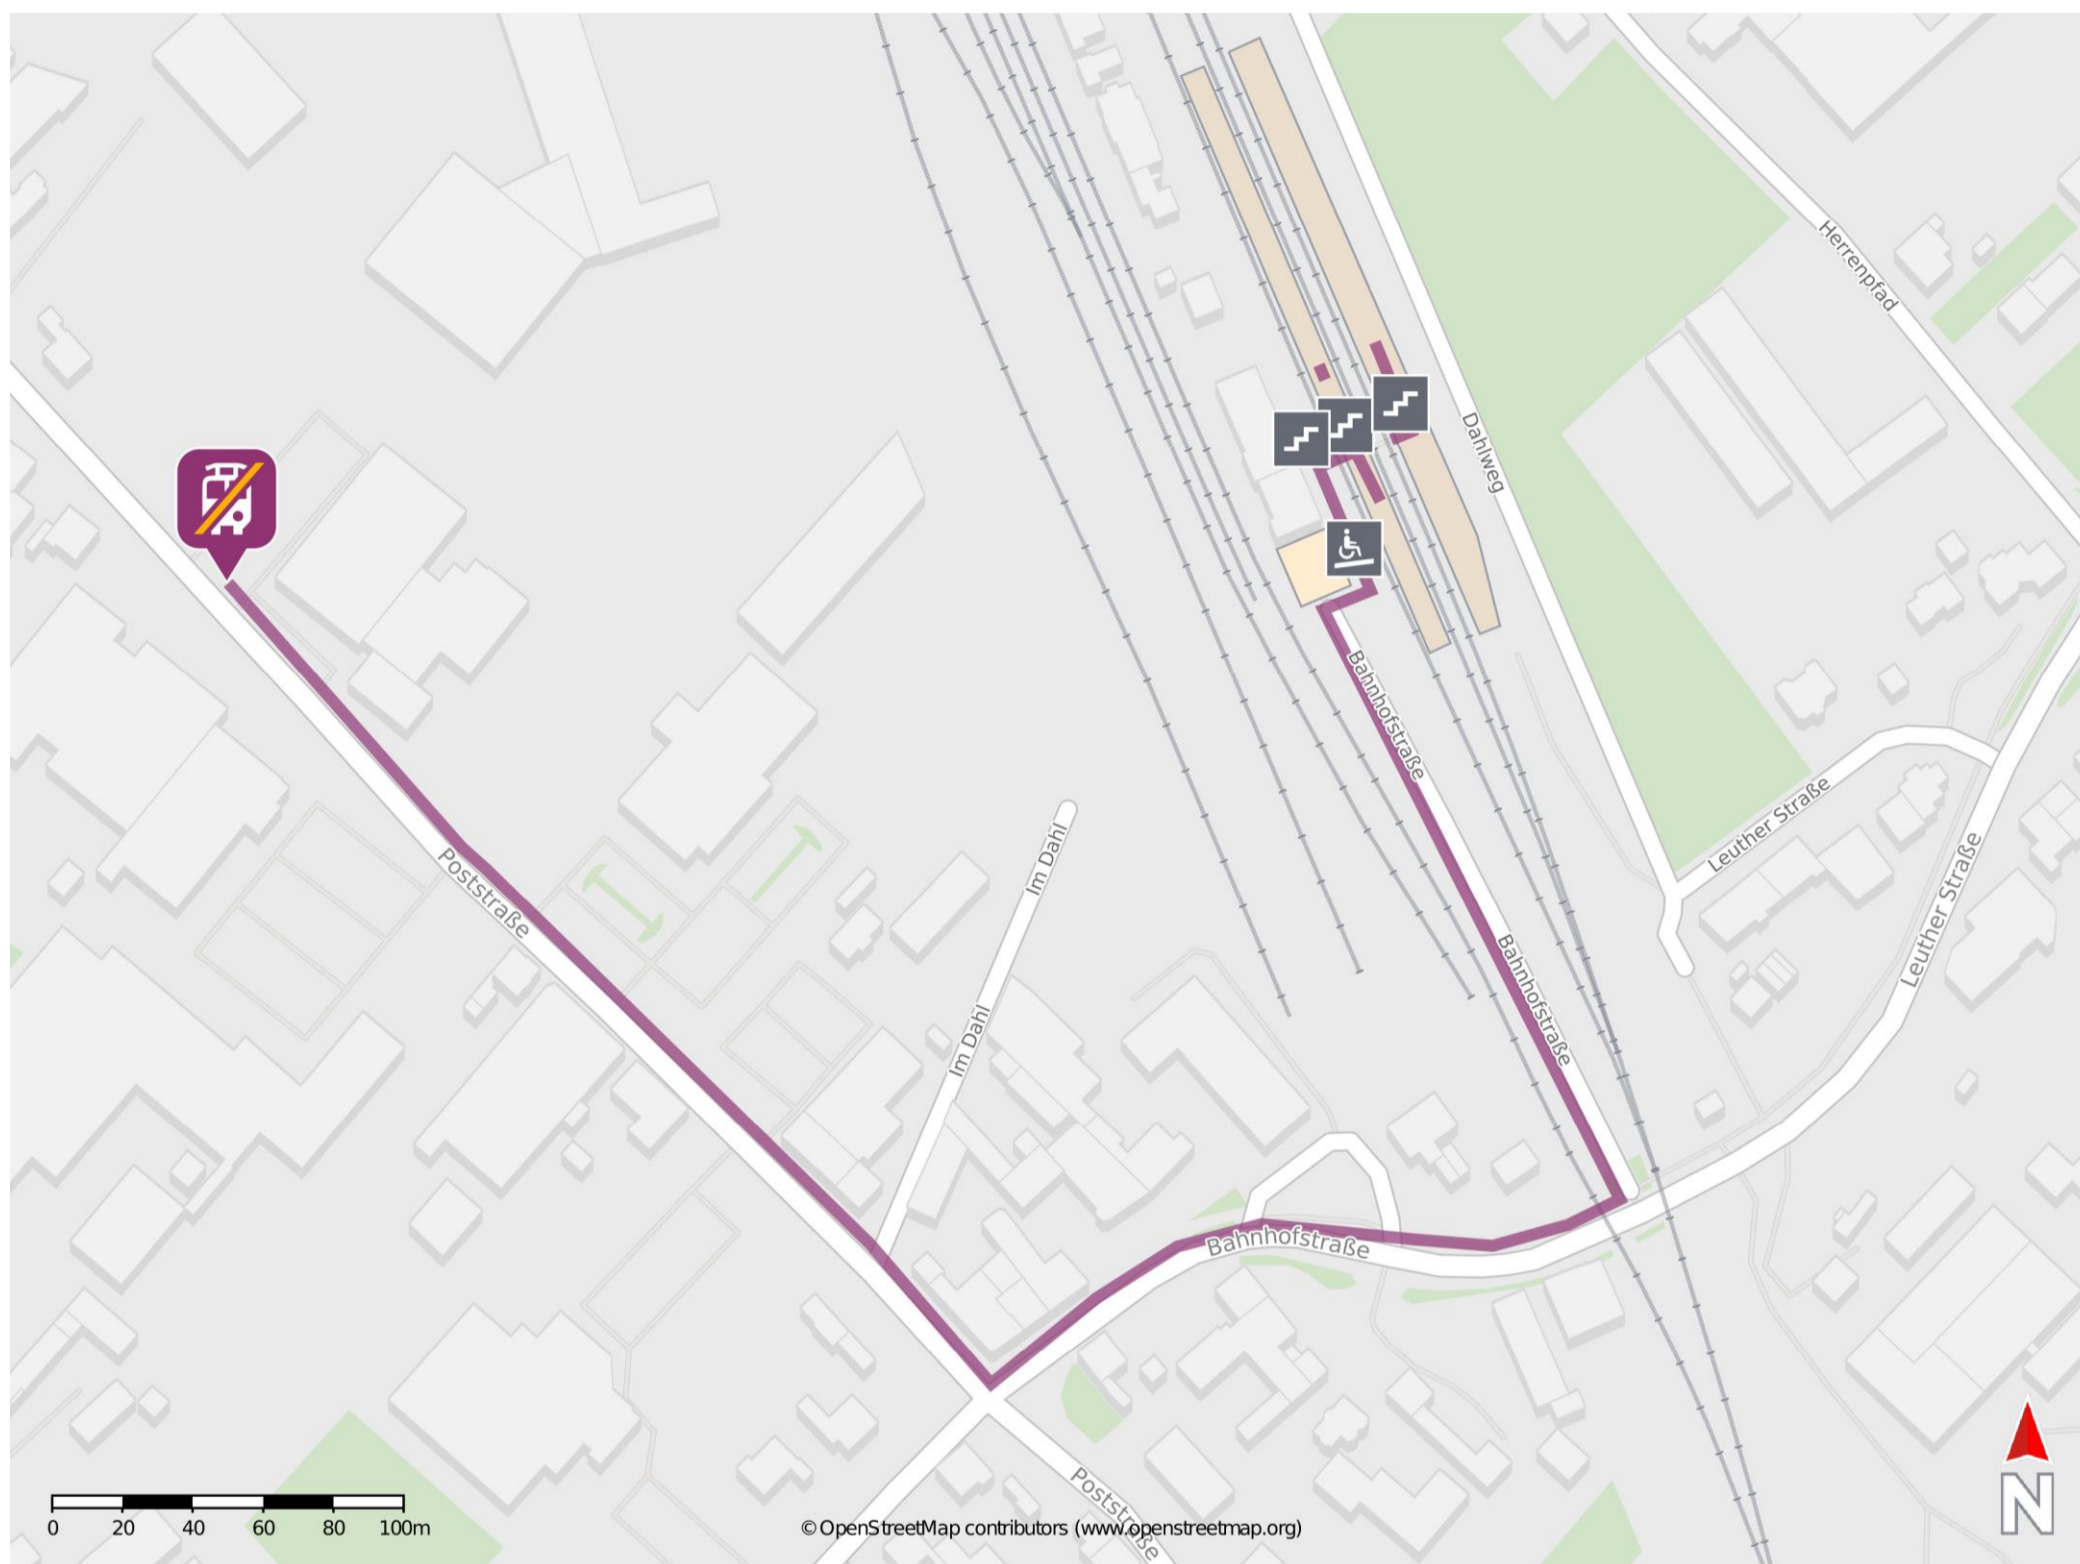 Herrenpfad
Dahlweg
Bahnhofstraße
Leuther Straße
Im Dahl
Poststraße
Leuther Straße
Bahnhofstraße
Im Dahl
Bahnhofstraße
Poststraße
N
0 20 40 60 80 100m
© OpenStreetMap contributors (www.openstreetmap.org)